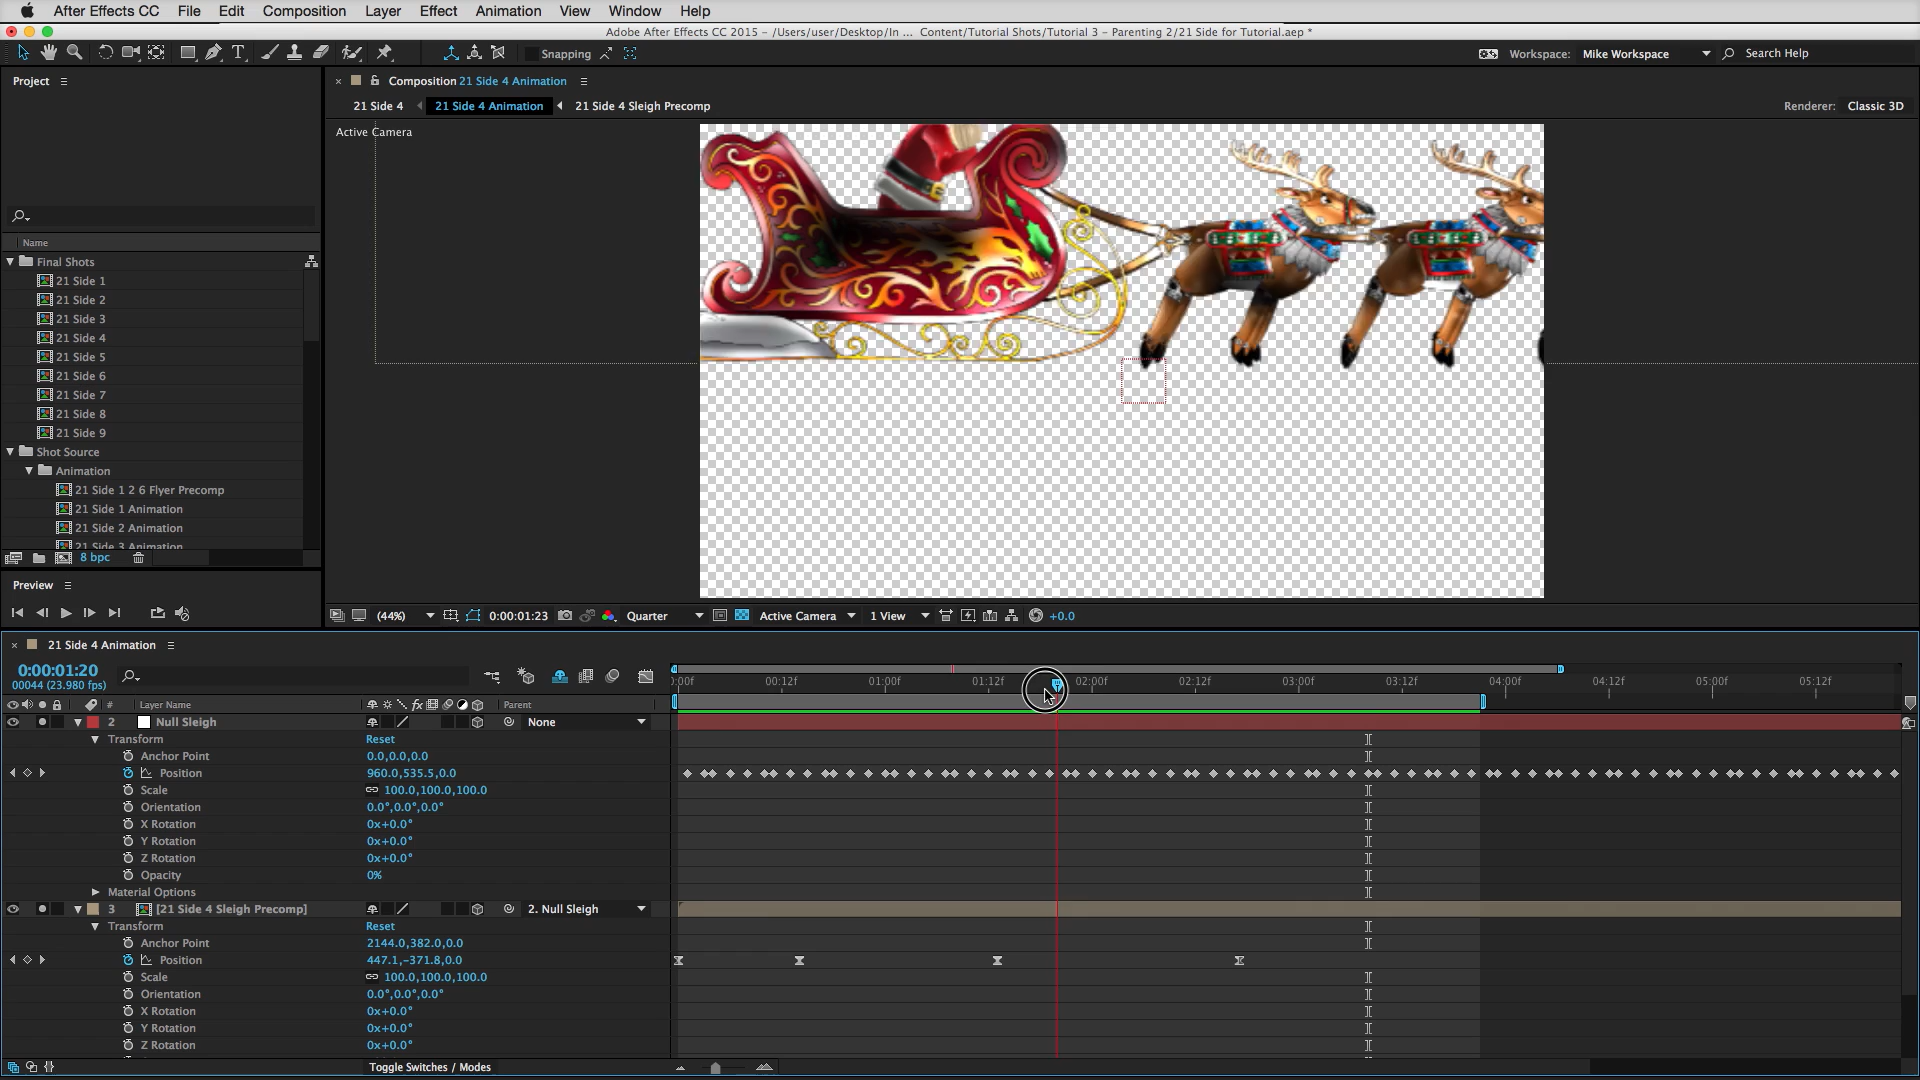 After Effects CC File Edit Composition Layer Effect Animation View Window Help
Adobe After Effects CC 2015 - /Users/user/Desktop/In ... Content/Tutorial Shots/Tutorial 3 - Parenting 2/21 Side for Tutorial.aep *
Snapping Workspace: Mike Workspace Search Help
Project
Composition 21 Side 4 Animation
21 Side 4 21 Side 4 Animation 21 Side 4 Sleigh Precomp Renderer: Classic 3D
Active Camera
Name
Final Shots
21 Side 1
21 Side 2
21 Side 3
21 Side 4
21 Side 5
21 Side 6
21 Side 7
21 Side 8
21 Side 9
Shot Source
Animation
21 Side 1 2 6 Flyer Precomp
21 Side 1 Animation
21 Side 2 Animation
21 Side 3 Animation
8 bpc
Preview
(44%) 0:00:01:23 Quarter Active Camera 1 View +0.0
21 Side 4 Animation
0:00:01:20
00044 (23.980 fps)
0:00f 00:12f 01:00f 01:12f 02:00f 02:12f 03:00f 03:12f 04:00f 04:12f 05:00f 05:12f
# Layer Name fx Parent
2 Null Sleigh None
Transform Reset
Anchor Point 0.0,0.0,0.0
Position 960.0,535.5,0.0
Scale 100.0,100.0,100.0
Orientation 0.0°,0.0°,0.0°
X Rotation 0x+0.0°
Y Rotation 0x+0.0°
Z Rotation 0x+0.0°
Opacity 0%
Material Options
3 [21 Side 4 Sleigh Precomp] 2. Null Sleigh
Transform Reset
Anchor Point 2144.0,382.0,0.0
Position 447.1,-371.8,0.0
Scale 100.0,100.0,100.0
Orientation 0.0°,0.0°,0.0°
X Rotation 0x+0.0°
Y Rotation 0x+0.0°
Z Rotation 0x+0.0°
Toggle Switches / Modes